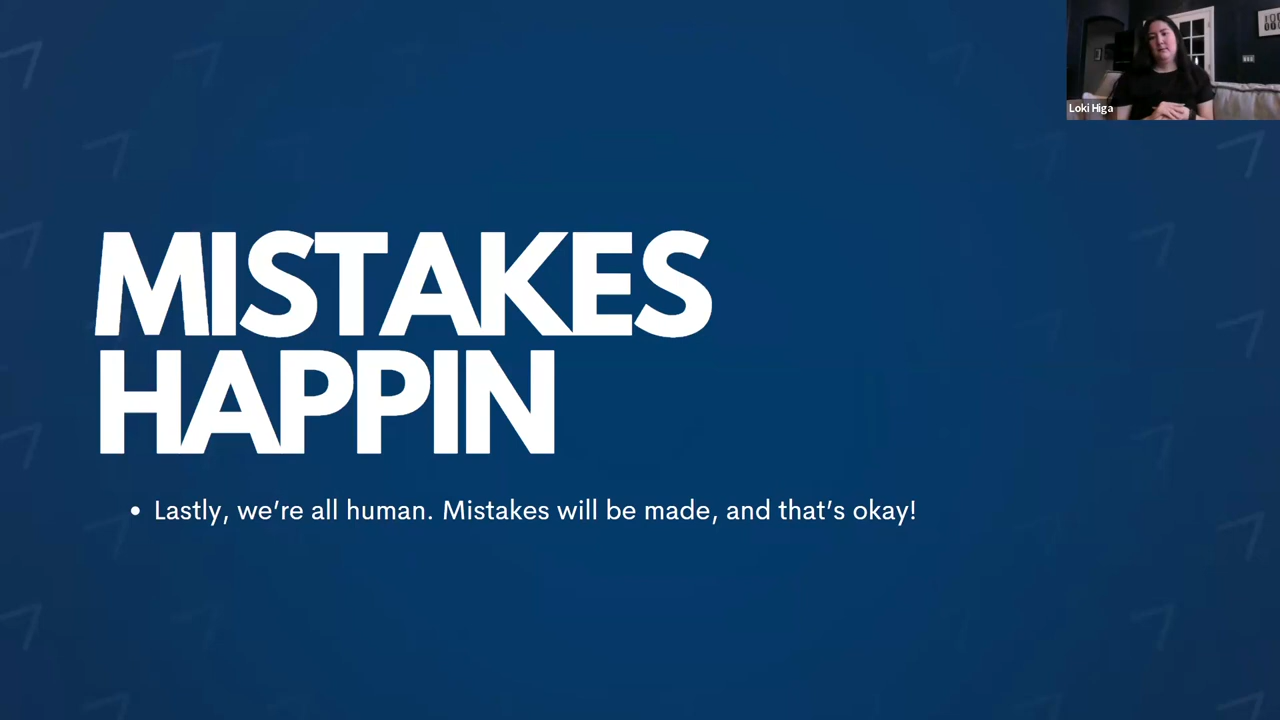 Loki Higa
MISTAKES
HAPPIN
• Lastly, we're all human. Mistakes will be made, and that's okay!